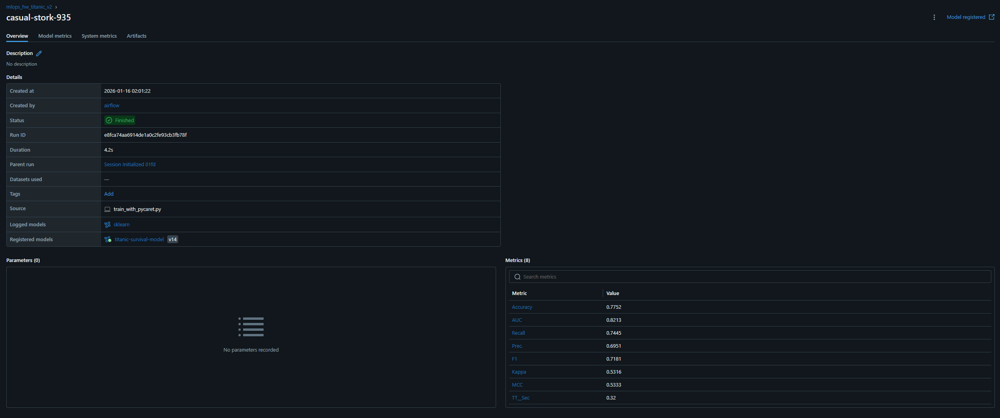 mlops_hw_titanic_v2 ›
casual-stork-935
Model registered
Overview Model metrics System metrics Artifacts
Description
No description
Details
Created at 2026-01-16 02:01:22
Created by airflow
Status Finished
Run ID e8fca74aa6914de1a0c2fe93cb3fb78f
Duration 4.2s
Parent run Session Initialized 01fd
Datasets used —
Tags Add
Source train_with_pycaret.py
Logged models sklearn
Registered models titanic-survival-model v14
Parameters (0)
No parameters recorded
Metrics (8)
Search metrics
Metric Value
Accuracy 0.7752
AUC 0.8213
Recall 0.7445
Prec. 0.6951
F1 0.7181
Kappa 0.5316
MCC 0.5333
TT__Sec 0.32